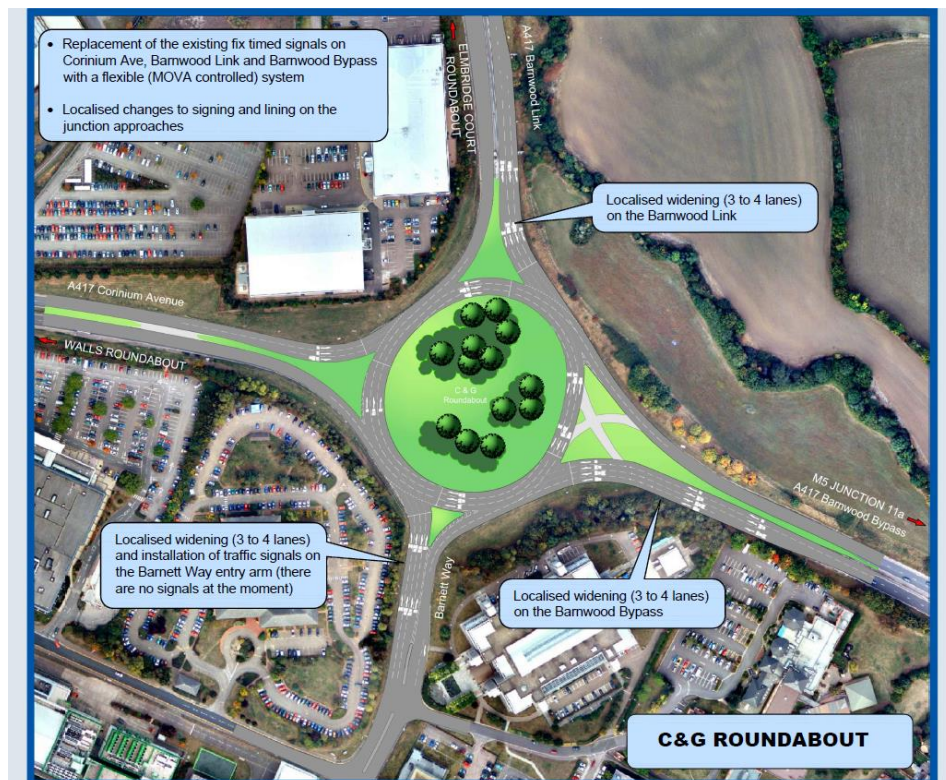 • Replacement of the existing fix timed signals on
Corinium Ave, Barnwood Link and Barnwood Bypass
with a flexible (MOVA controlled) system
• Localised changes to signing and lining on the
junction approaches
ELMBRIDGE COURT
ROUNDABOUT
A417 Barnwood Link
Localised widening (3 to 4 lanes)
on the Barnwood Link
A417 Corinium Avenue
WALLS ROUNDABOUT
C & G
Roundabout
M5 JUNCTION 11a
A417 Barnwood Bypass
Localised widening (3 to 4 lanes)
and installation of traffic signals on
the Barnett Way entry arm (there
are no signals at the moment)
Barnett Way
Localised widening (3 to 4 lanes)
on the Barnwood Bypass
C&G ROUNDABOUT